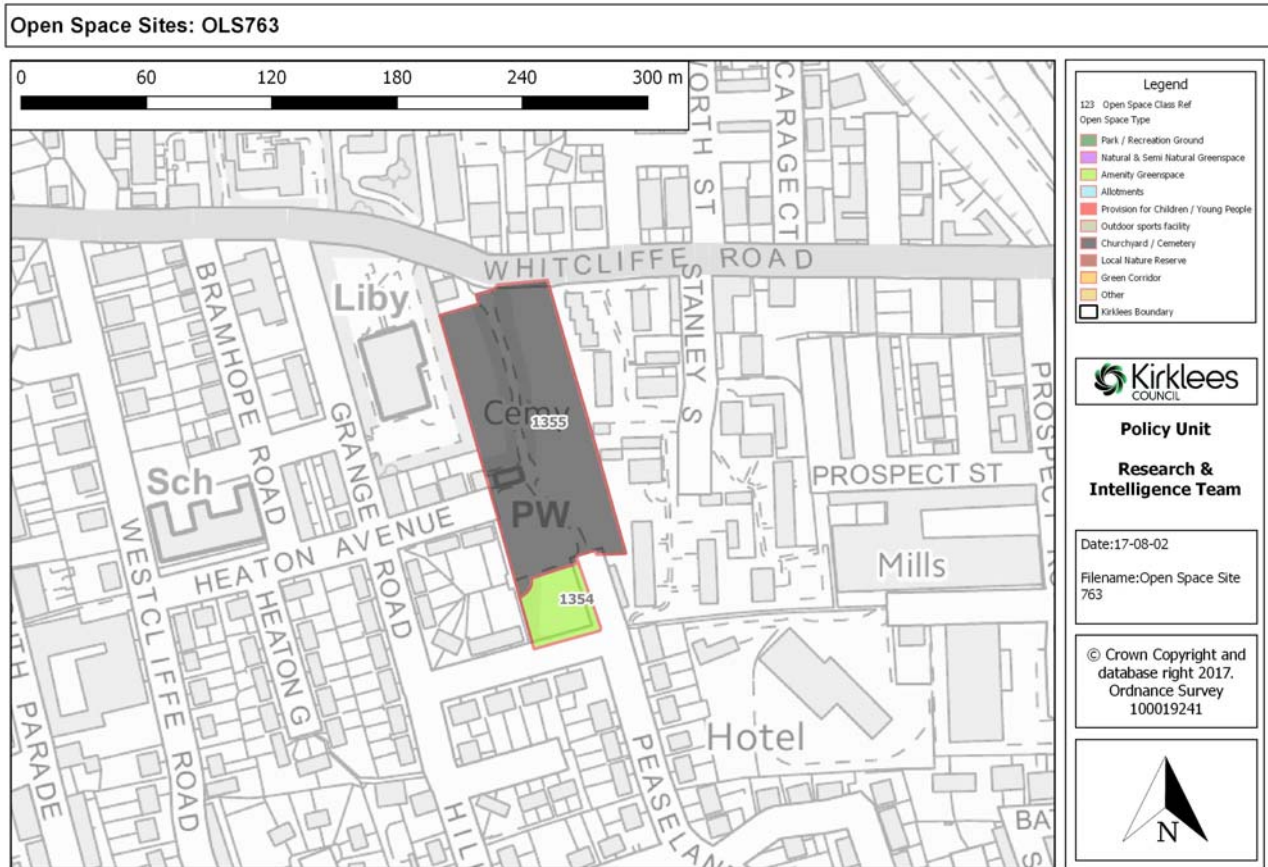 Open Space Sites: OLS763
0 60 120 180 240 300 m
WORTH ST
CARAGECT
WHITCLIFFE ROAD
STANLEY S
BRAMHOPE ROAD
Liby
GRANGE ROAD
Cemy
1355
PROSPECT
PROSPECT ST
Sch
PW
HEATON AVENUE
Mills
WESTCLIFFE ROAD
HEATON G
1354
PARADE
Hotel
PEASELAN
HIL
BAT
Legend
123 Open Space Class Ref
Open Space Type
Park / Recreation Ground
Natural & Semi Natural Greenspace
Amenity Greenspace
Allotments
Provision for Children / Young People
Outdoor sports facility
Churchyard / Cemetery
Local Nature Reserve
Green Corridor
Other
Kirklees Boundary
Kirklees
COUNCIL
Policy Unit
Research &
Intelligence Team
Date:17-08-02
Filename:Open Space Site
763
© Crown Copyright and
database right 2017.
Ordnance Survey
100019241
N